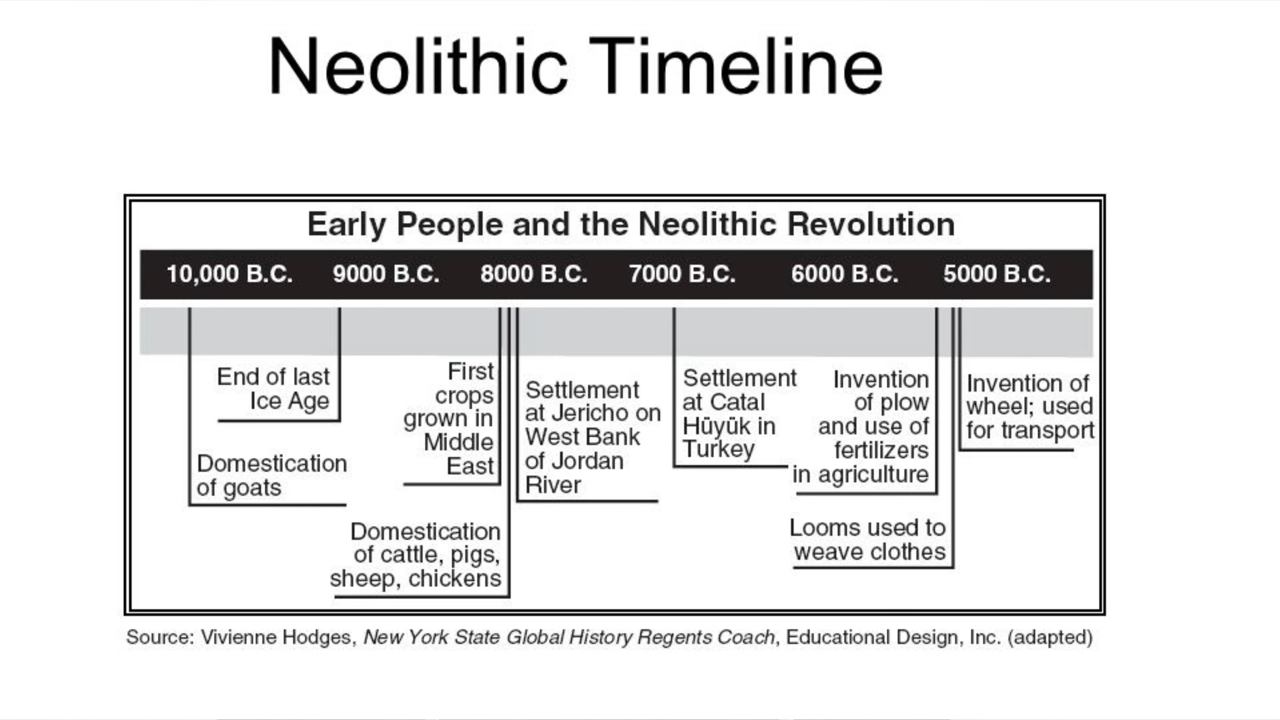 Neolithic Timeline
Early People and the Neolithic Revolution
10,000 B.C. 9000 B.C. 8000 B.C. 7000 B.C. 6000 B.C. 5000 B.C.
End of last
Ice Age
Domestication
of goats
First
crops
grown in
Middle
East
Domestication
of cattle, pigs,
sheep, chickens
Settlement
at Jericho on
West Bank
of Jordan
River
Settlement
at Catal
Hūyūk in
Turkey
Invention
of plow
and use of
fertilizers
in agriculture
Looms used to
weave clothes
Invention of
wheel; used
for transport
Source: Vivienne Hodges, New York State Global History Regents Coach, Educational Design, Inc. (adapted)